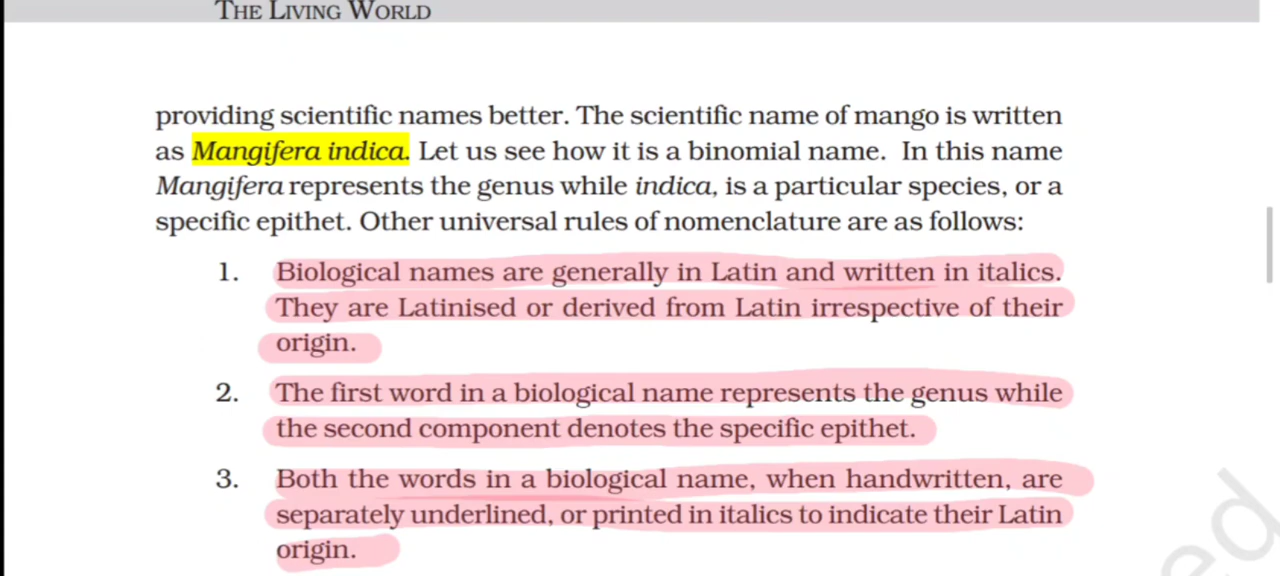 THE LIVING WORLD
providing scientific names better. The scientific name of mango is written
as Mangifera indica. Let us see how it is a binomial name. In this name
Mangifera represents the genus while indica, is a particular species, or a
specific epithet. Other universal rules of nomenclature are as follows:
1. Biological names are generally in Latin and written in italics.
They are Latinised or derived from Latin irrespective of their
origin.
2. The first word in a biological name represents the genus while
the second component denotes the specific epithet.
3. Both the words in a biological name, when handwritten, are
separately underlined, or printed in italics to indicate their Latin
origin.